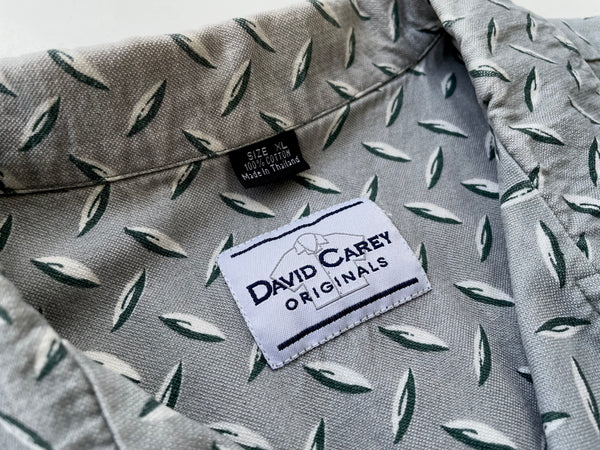 SIZE XL
100% COTTON
Made In Thailand
DAVID CAREY
ORIGINALS